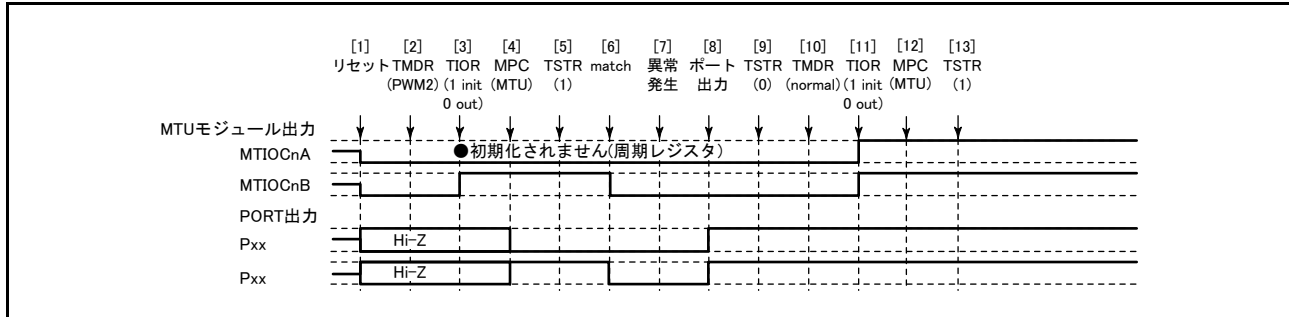 [1] [2] [3] [4] [5] [6] [7] [8] [9] [10] [11] [12] [13]
リセット TMDR TIOR MPC TSTR match 異常 ポート TSTR TMDR TIOR MPC TSTR
(PWM2) (1 init (MTU) (1) 発生 出力 (0) (normal) (1 init (MTU) (1)
0 out) 0 out)
MTUモジュール出力
MTIOCnA ●初期化されません(周期レジスタ)
MTIOCnB
PORT出力
Pxx Hi-Z
Pxx Hi-Z